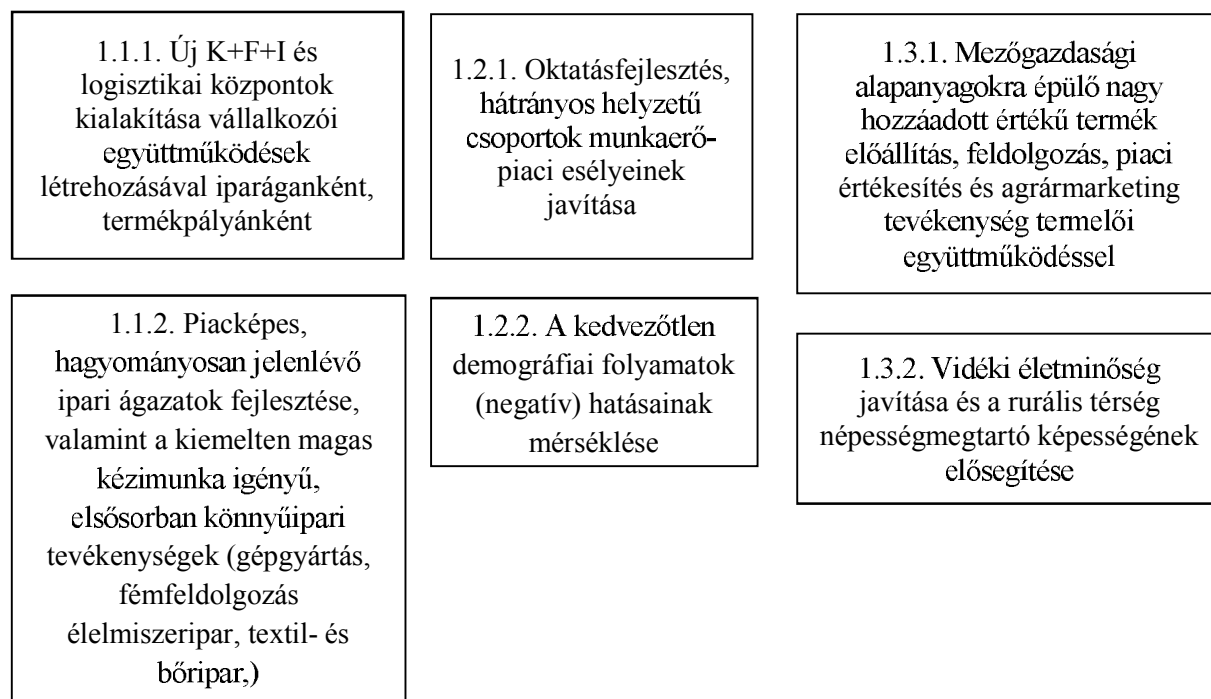 1.1.1. Új K+F+I és
logisztikai központok
kialakítása vállalkozói
együttműködések
létrehozásával iparáganként,
termékpályánként
1.2.1. Oktatásfejlesztés,
hátrányos helyzetű
csoportok munkaerő-
piaci esélyeinek
javítása
1.3.1. Mezőgazdasági
alapanyagokra épülő nagy
hozzáadott értékű termék
előállítás, feldolgozás, piaci
értékesítés és agrármarketing
tevékenység termelői
együttműködéssel
1.1.2. Piacképes,
hagyományosan jelenlévő
ipari ágazatok fejlesztése,
valamint a kiemelten magas
kézimunka igényű,
elsősorban könnyűipari
tevékenységek (gépgyártás,
fémfeldolgozás
élelmiszeripar, textil- és
bőripar,)
1.2.2. A kedvezőtlen
demográfiai folyamatok
(negatív) hatásainak
mérséklése
1.3.2. Vidéki életminőség
javítása és a rurális térség
népességmegtartó képességének
elősegítése